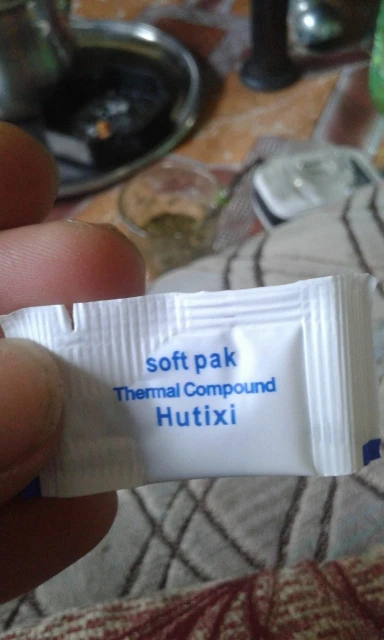 soft pak
Thermal Compound
Hutixi